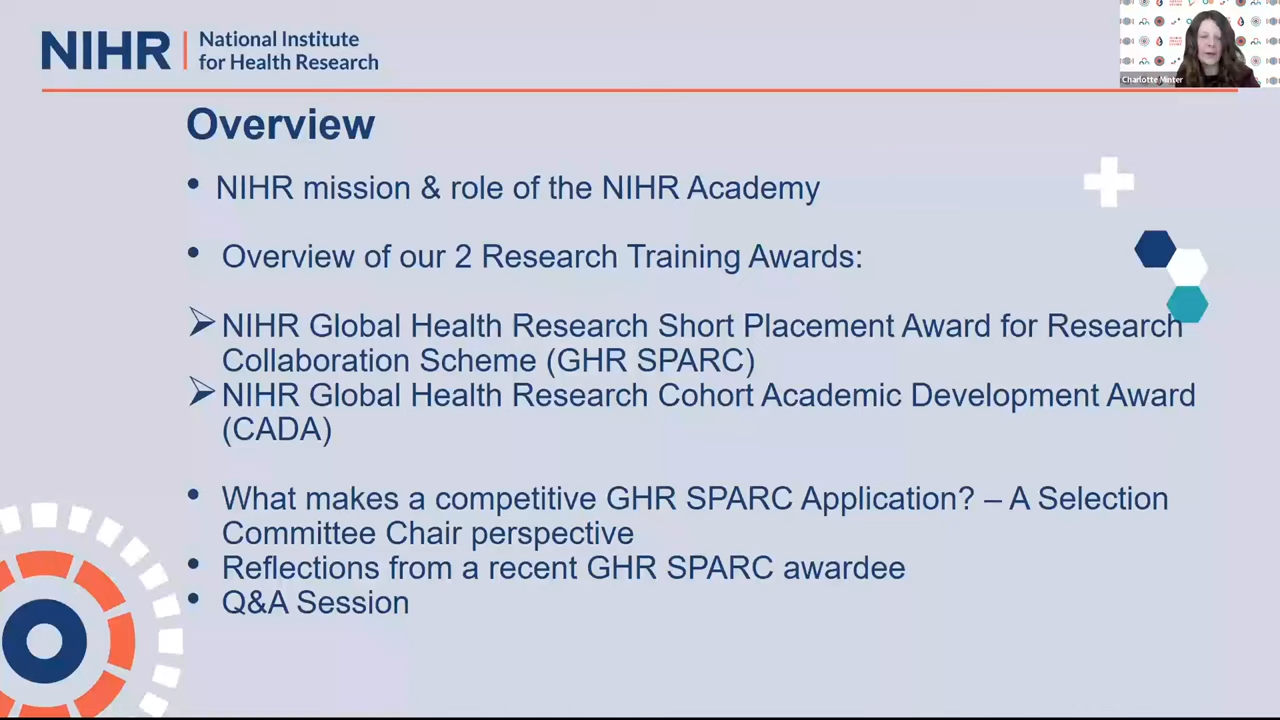 NIHR | National Institute
for Health Research
Charlotte Minter
Overview
• NIHR mission & role of the NIHR Academy
• Overview of our 2 Research Training Awards:
➢ NIHR Global Health Research Short Placement Award for Research
Collaboration Scheme (GHR SPARC)
➢ NIHR Global Health Research Cohort Academic Development Award
(CADA)
• What makes a competitive GHR SPARC Application? – A Selection
Committee Chair perspective
• Reflections from a recent GHR SPARC awardee
• Q&A Session